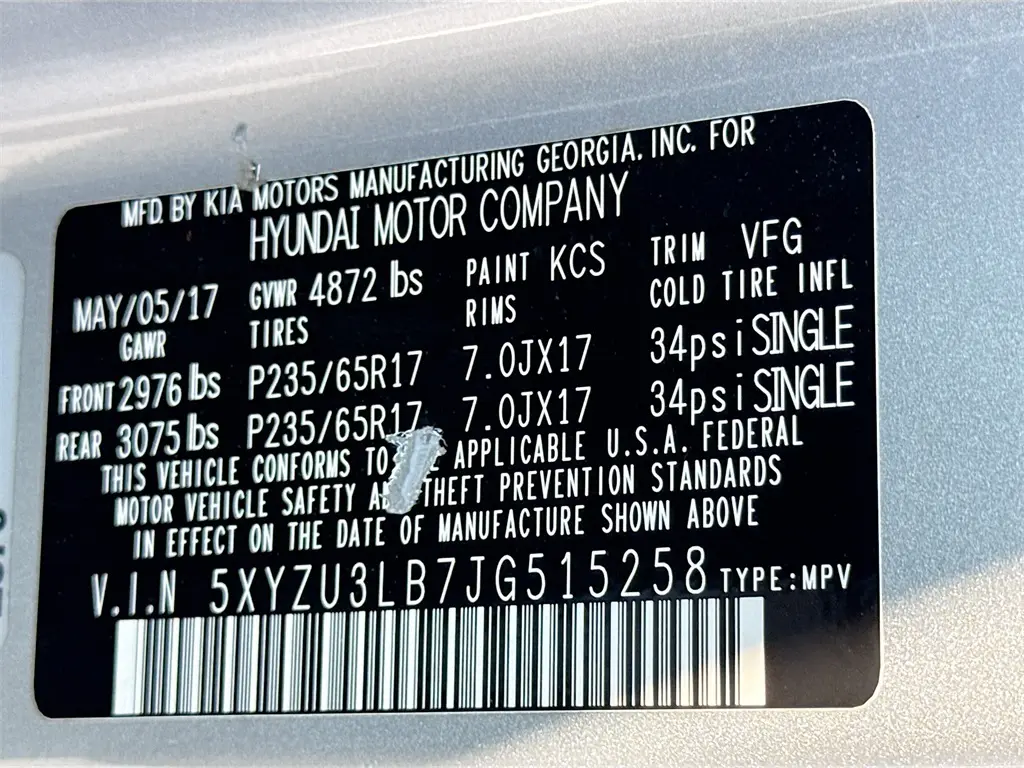 MFD. BY KIA MOTORS MANUFACTURING GEORGIA. INC. FOR
HYUNDAI MOTOR COMPANY
MAY/05/17 GVWR 4872 lbs PAINT KCS TRIM VFG
GAWR TIRES RIMS COLD TIRE INFL
FRONT 2976 lbs P235/65R17 7.0JX17 34psi SINGLE
REAR 3075 lbs P235/65R17 7.0JX17 34psi SINGLE
THIS VEHICLE CONFORMS TO APPLICABLE U.S.A. FEDERAL
MOTOR VEHICLE SAFETY THEFT PREVENTION STANDARDS
IN EFFECT ON THE DATE OF MANUFACTURE SHOWN ABOVE
V.I.N 5XYZU3LB7JG515258 TYPE:MPV